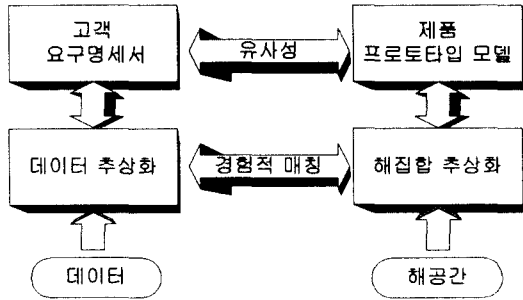 고객
요구명세서
유사성
제품
프로토타입 모델
데이터 추상화
경험적 매칭
해집합 추상화
데이터
해공간